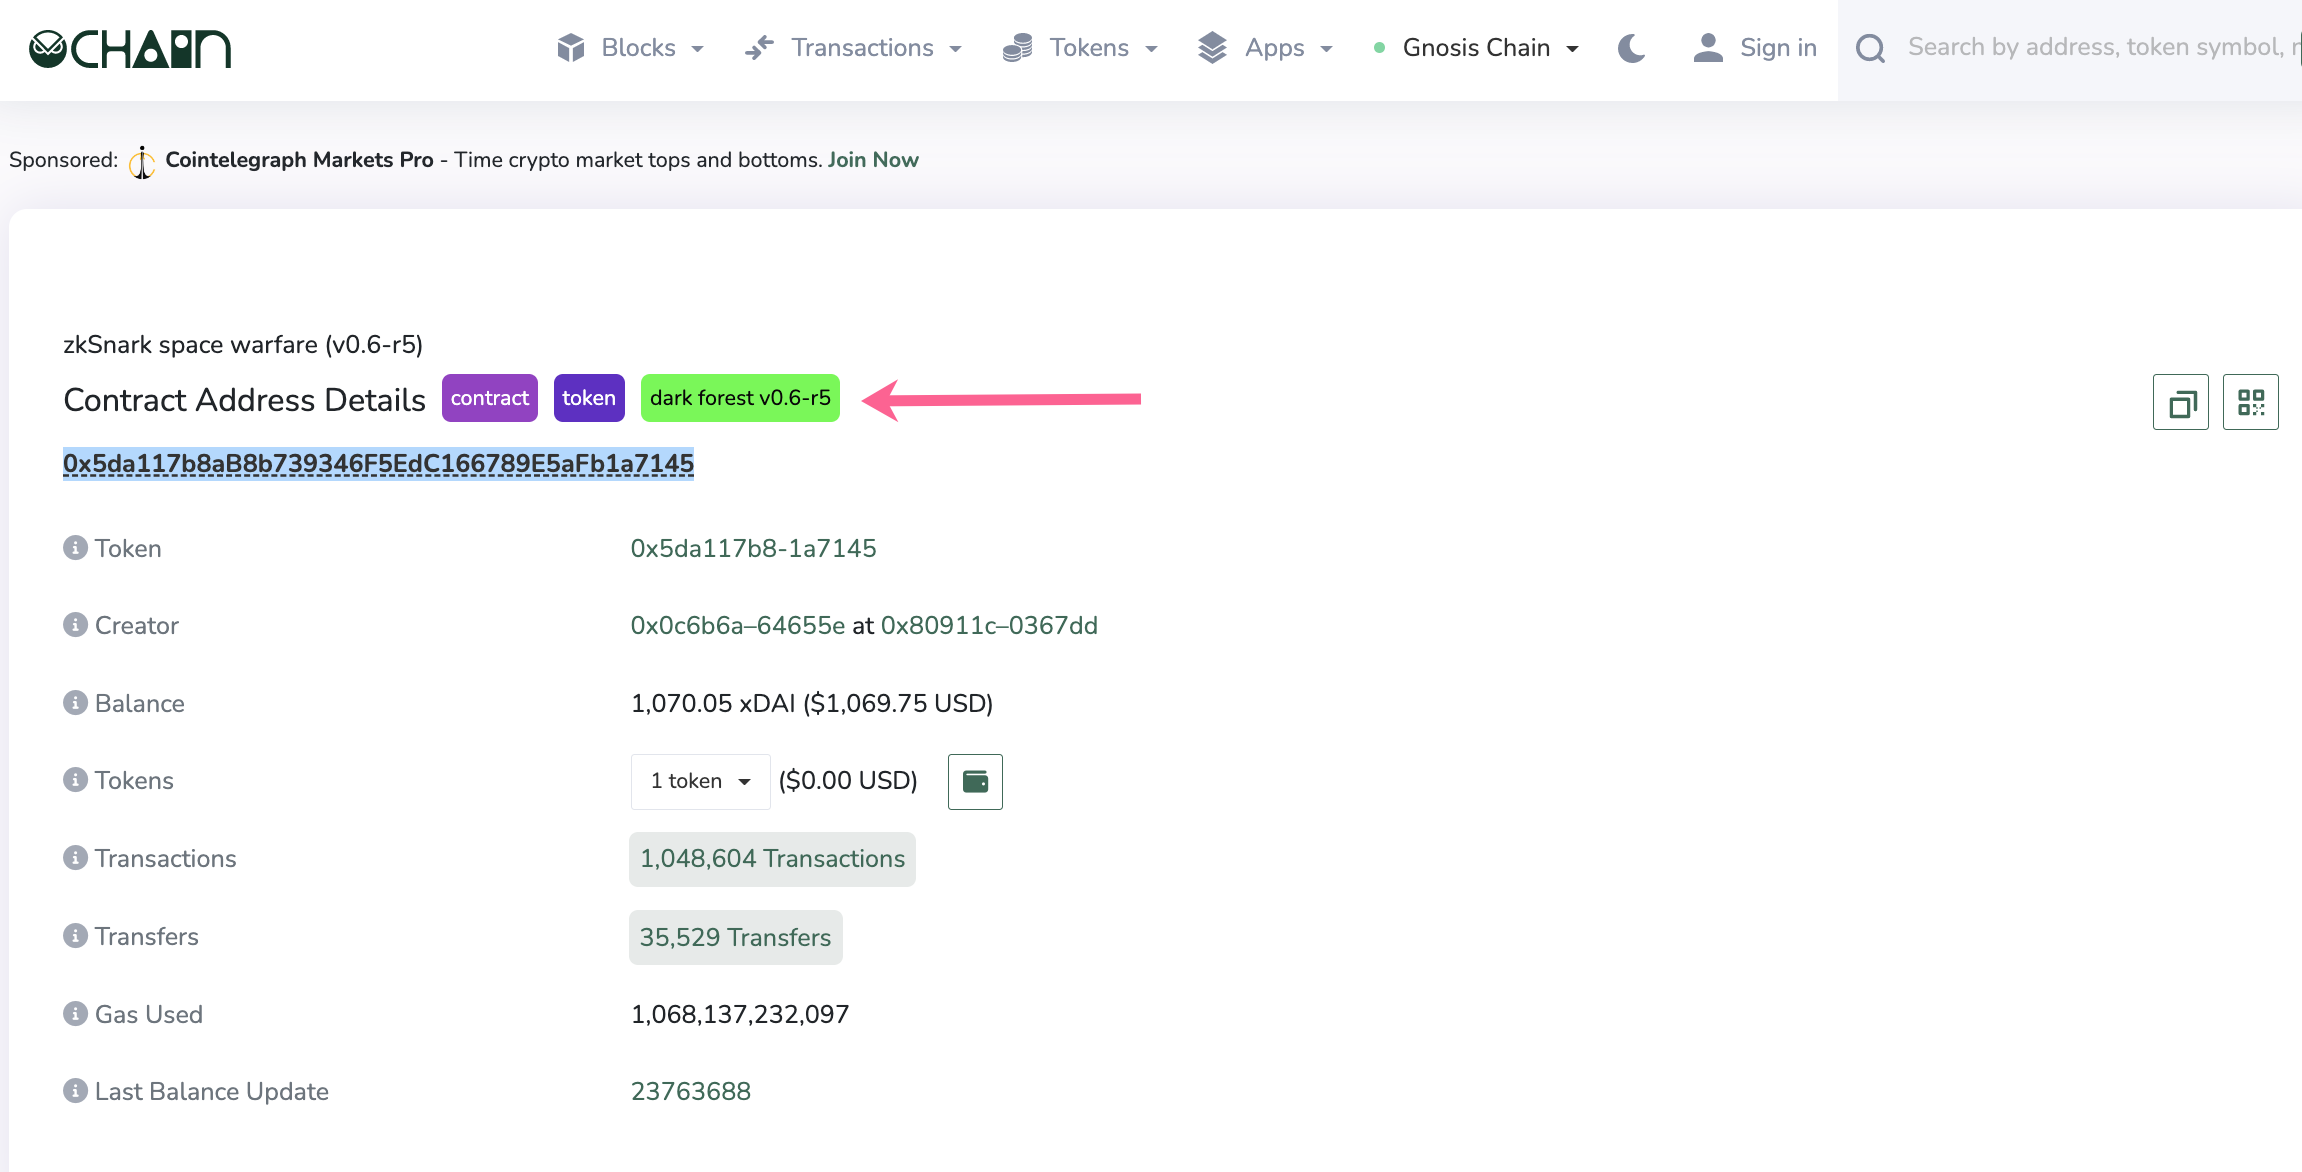 OCHAIN
Blocks
Transactions
Tokens
Apps
Gnosis Chain
Sign in
Search by address, token symbol,
Sponsored: Cointelegraph Markets Pro - Time crypto market tops and bottoms. Join Now
zkSnark space warfare (v0.6-r5)
Contract Address Details contract token dark forest v0.6-r5
0x5da117b8aB8b739346F5EdC166789E5aFb1a7145
Token 0x5da117b8-1a7145
Creator 0x0c6b6a–64655e at 0x80911c–0367dd
Balance 1,070.05 xDAI ($1,069.75 USD)
Tokens 1 token ($0.00 USD)
Transactions 1,048,604 Transactions
Transfers 35,529 Transfers
Gas Used 1,068,137,232,097
Last Balance Update 23763688